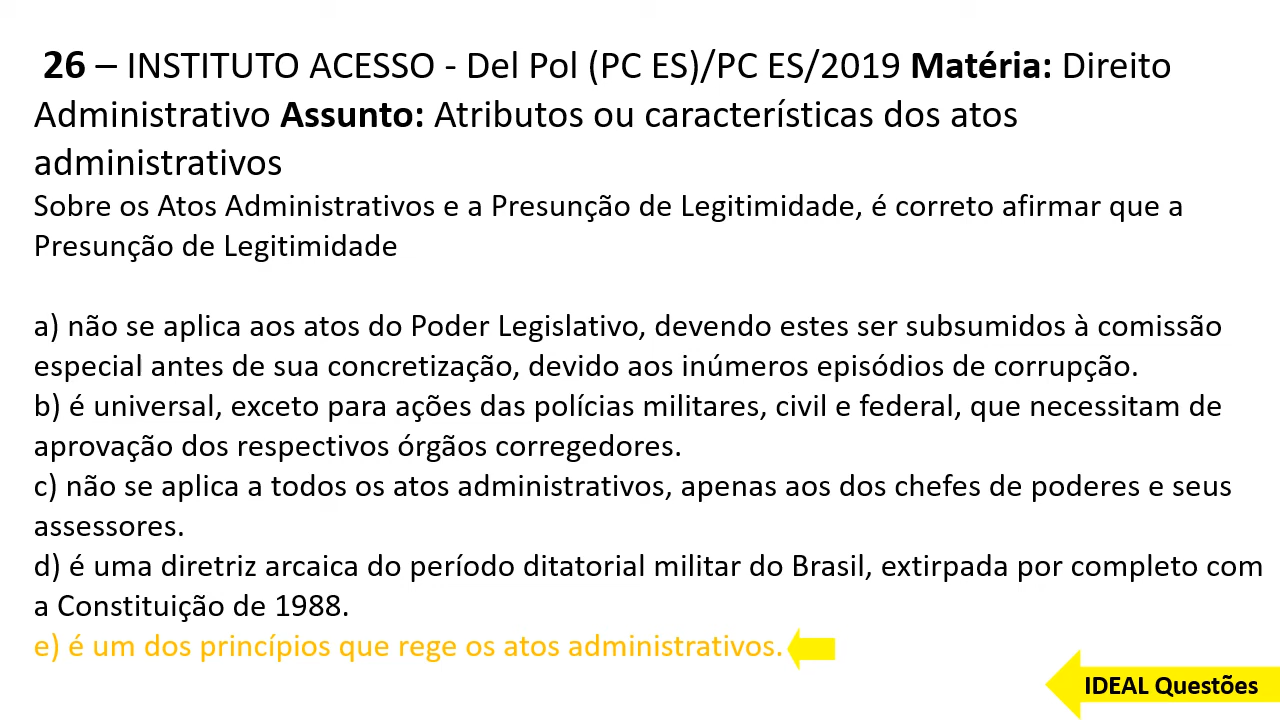 26 – INSTITUTO ACESSO - Del Pol (PC ES)/PC ES/2019 Matéria: Direito
Administrativo Assunto: Atributos ou características dos atos
administrativos
Sobre os Atos Administrativos e a Presunção de Legitimidade, é correto afirmar que a
Presunção de Legitimidade
a) não se aplica aos atos do Poder Legislativo, devendo estes ser subsumidos à comissão
especial antes de sua concretização, devido aos inúmeros episódios de corrupção.
b) é universal, exceto para ações das polícias militares, civil e federal, que necessitam de
aprovação dos respectivos órgãos corregedores.
c) não se aplica a todos os atos administrativos, apenas aos dos chefes de poderes e seus
assessores.
d) é uma diretriz arcaica do período ditatorial militar do Brasil, extirpada por completo com
a Constituição de 1988.
e) é um dos princípios que rege os atos administrativos.
IDEAL Questões